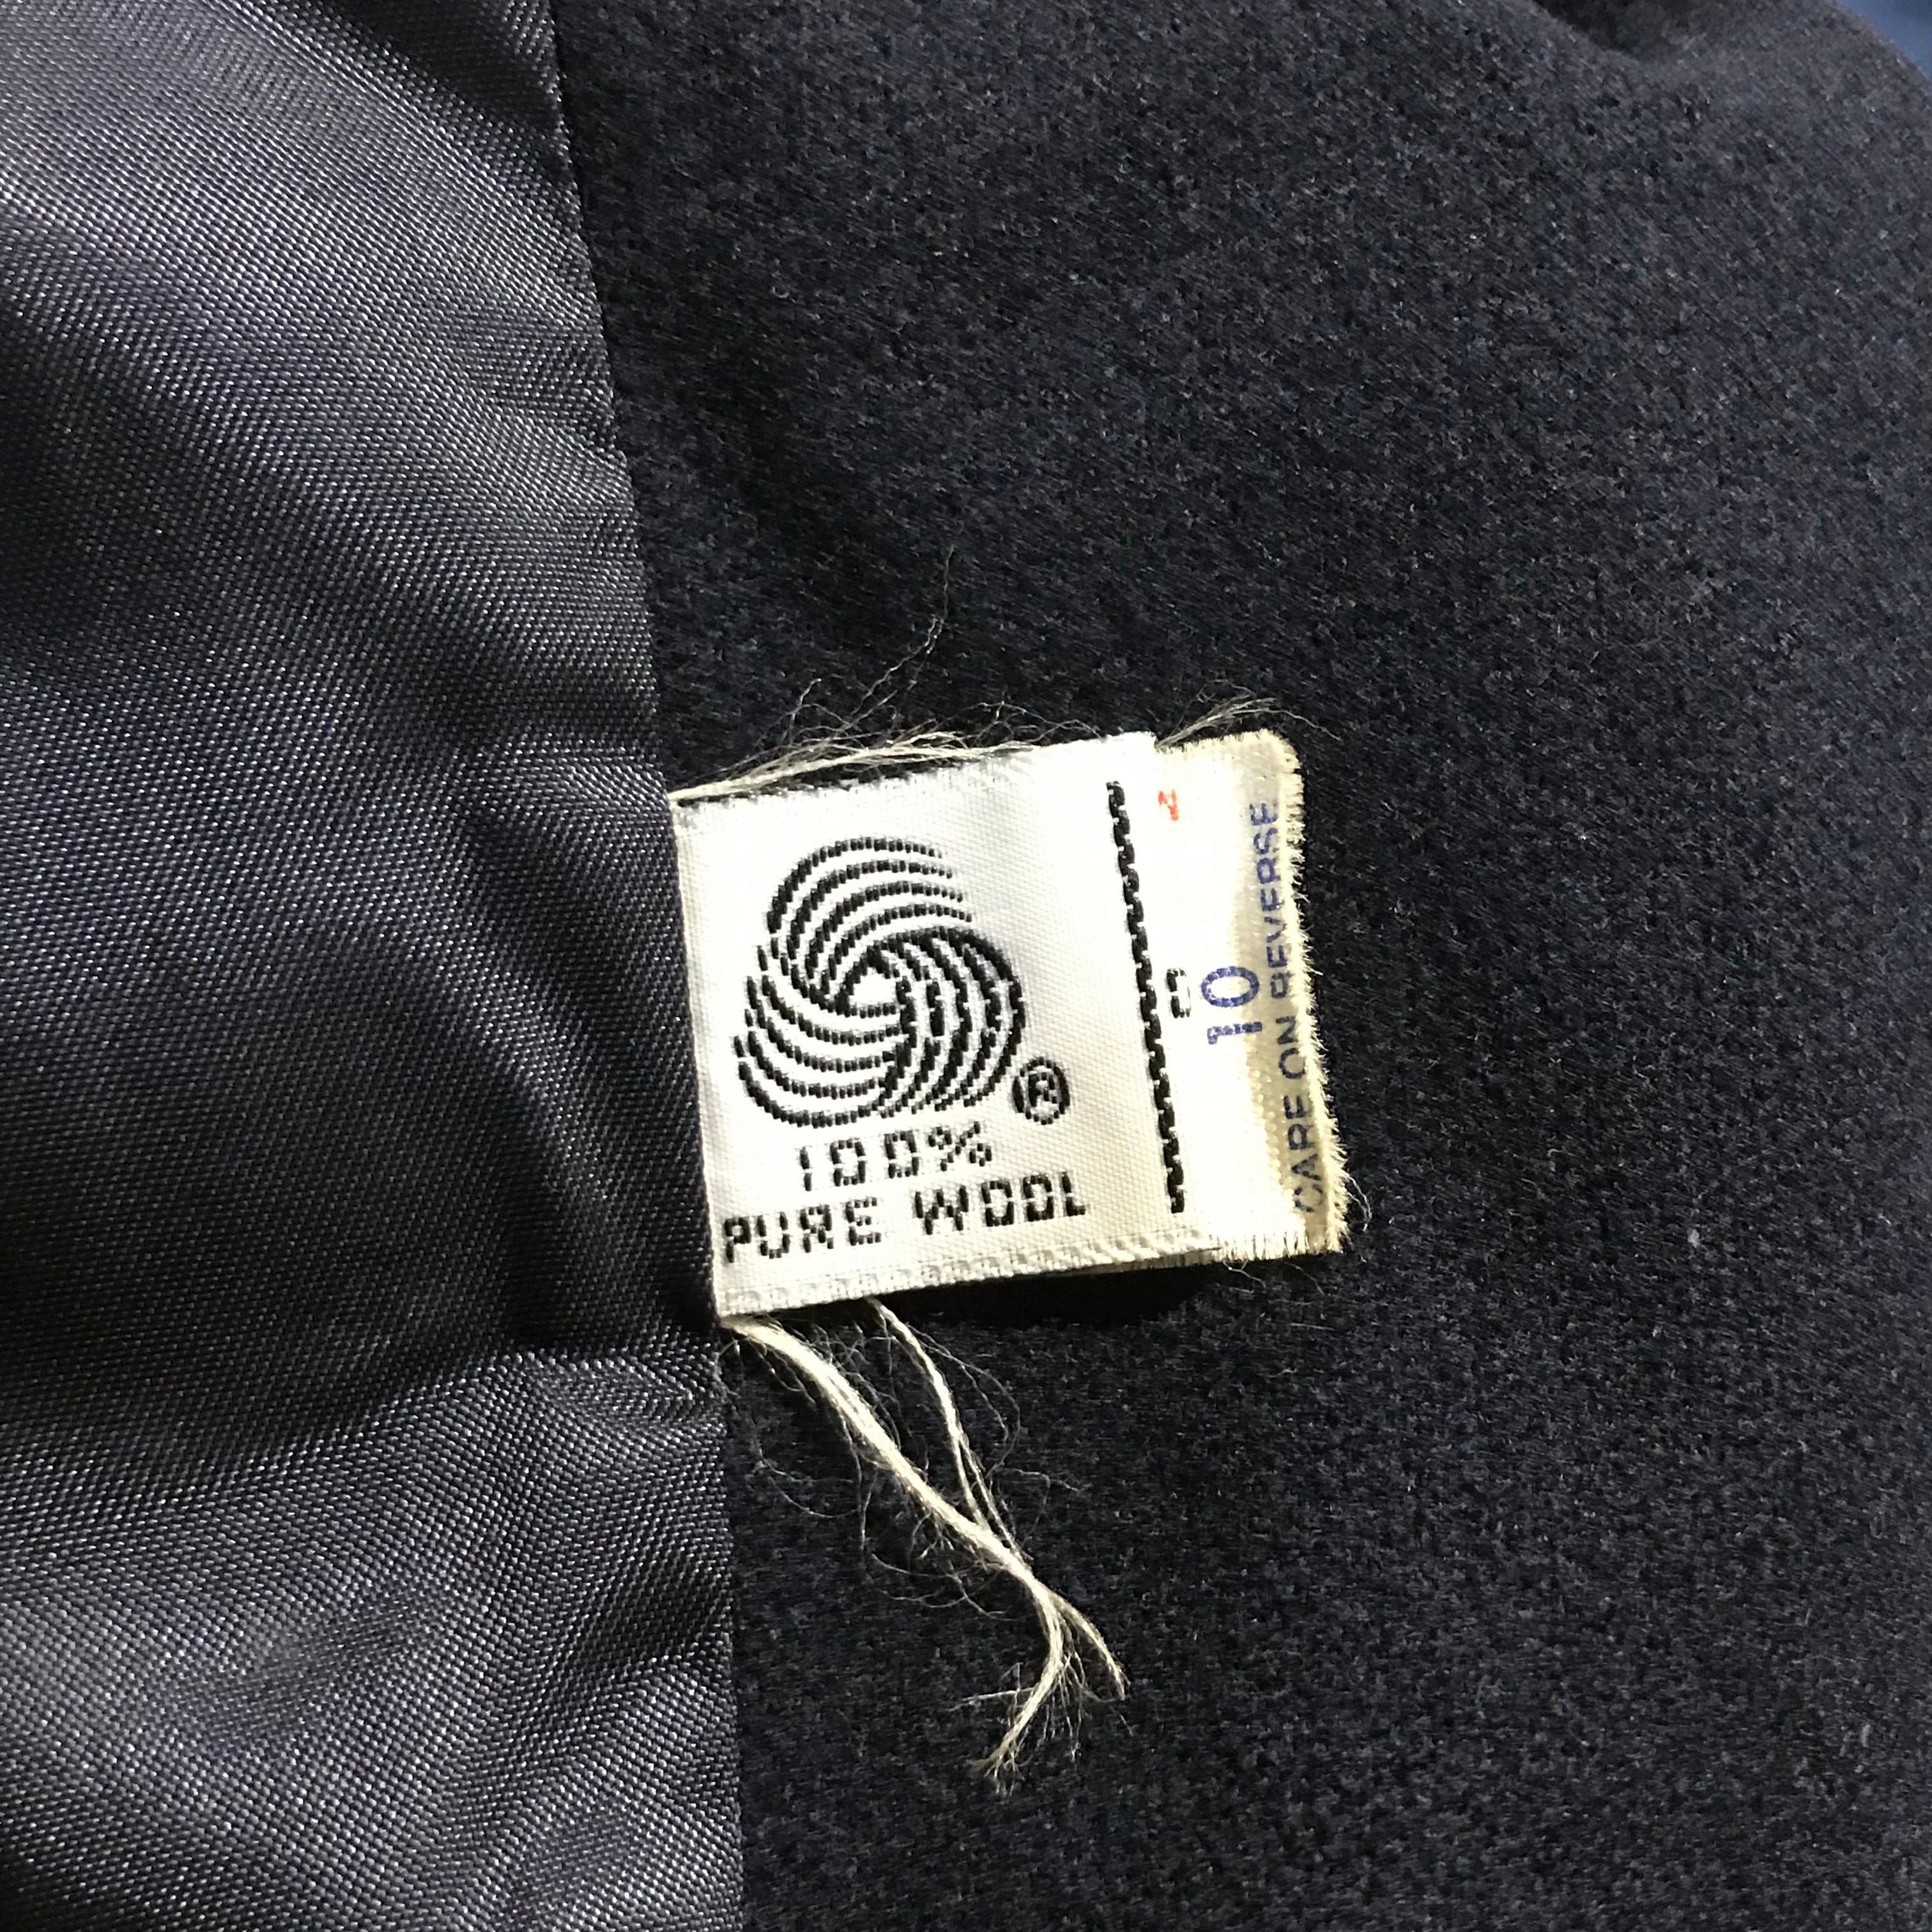 ®
100%
PURE WOOL
10
CARE ON REVERSE